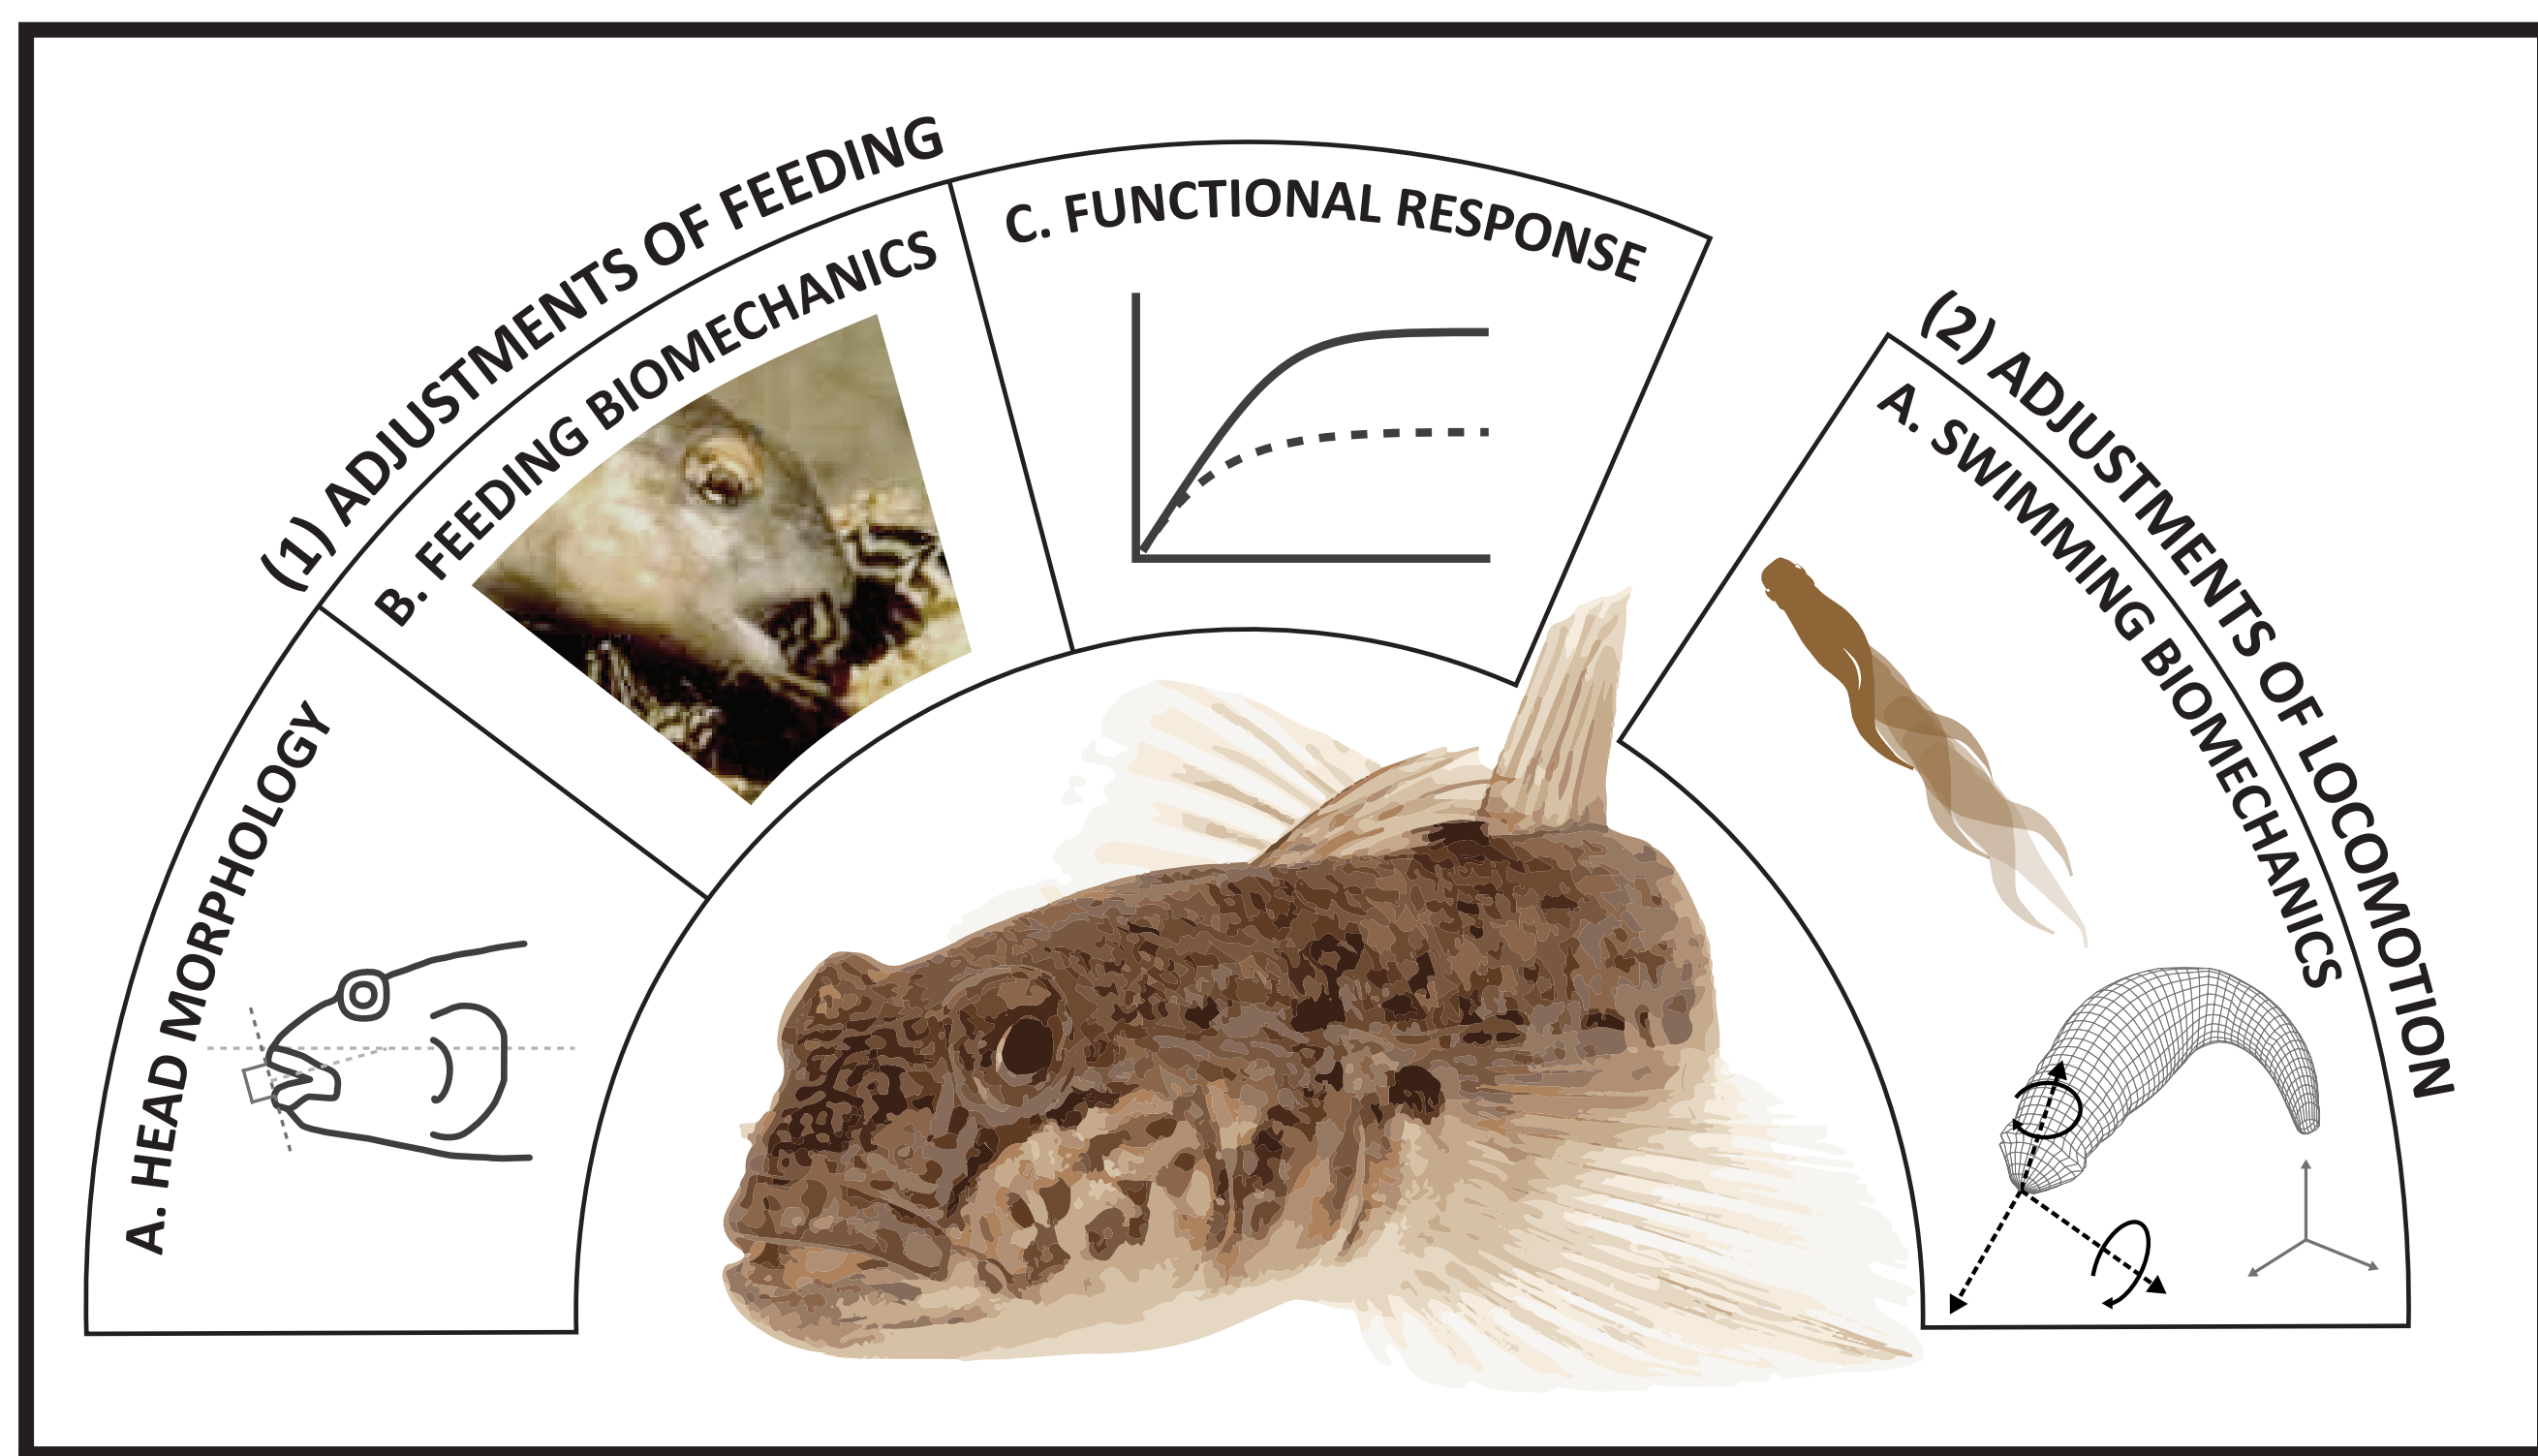 (1) ADJUSTMENTS OF FEEDING
A. HEAD MORPHOLOGY
B. FEEDING BIOMECHANICS
C. FUNCTIONAL RESPONSE
(2) ADJUSTMENTS OF LOCOMOTION
A. SWIMMING BIOMECHANICS